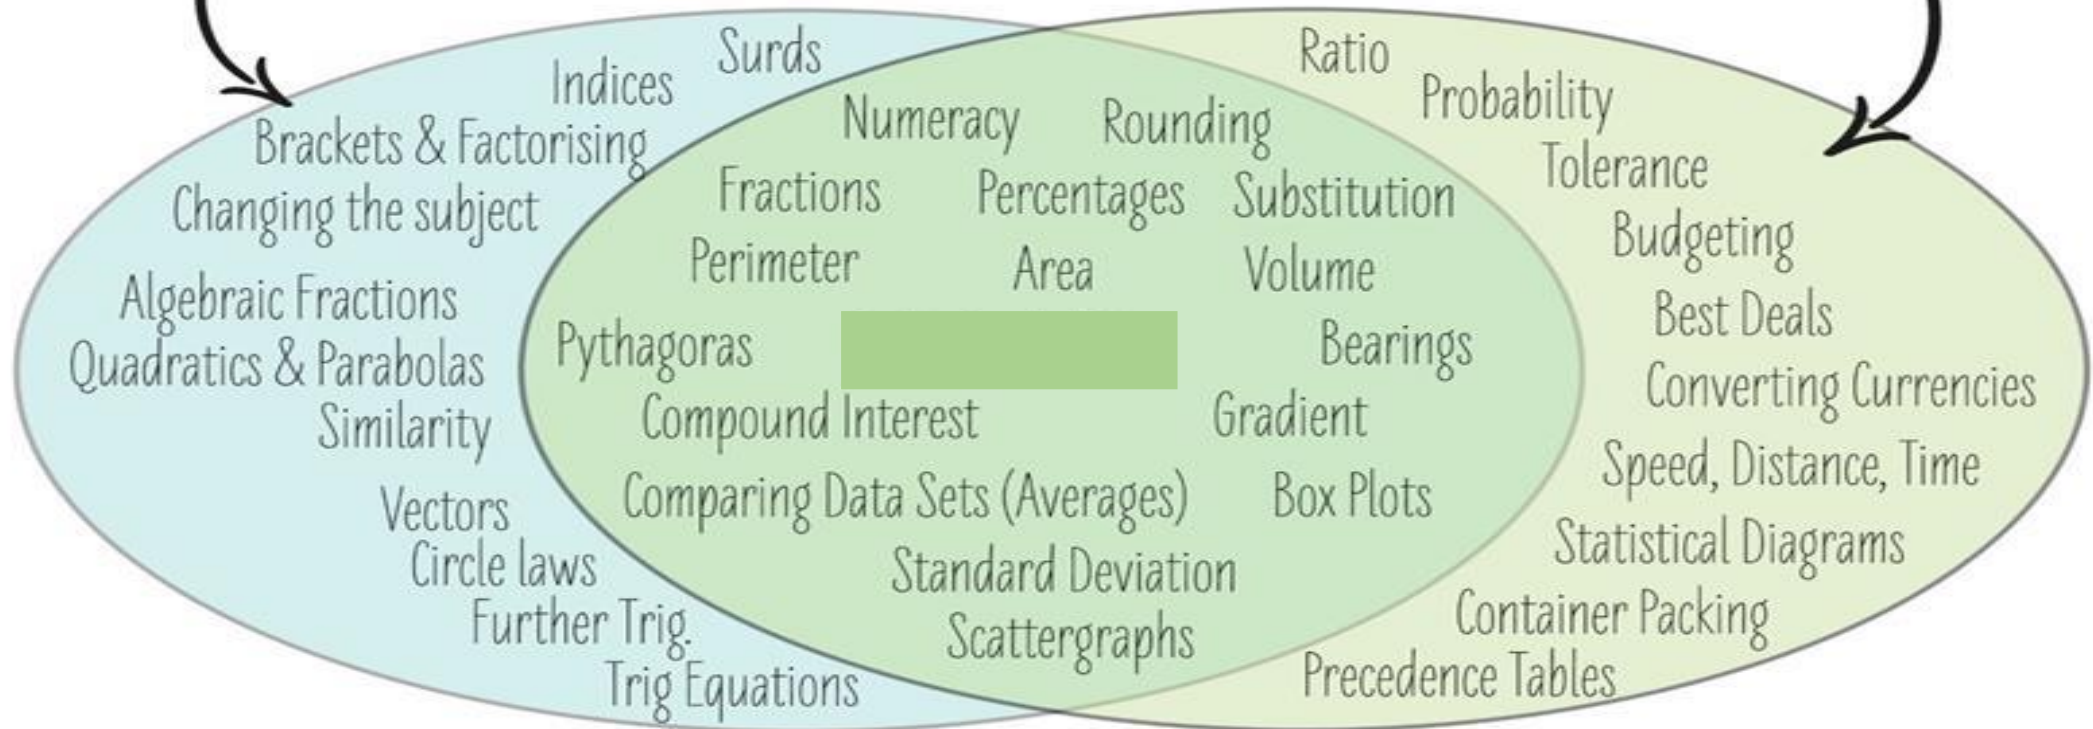 Surds
Indices
Brackets & Factorising
Changing the subject
Algebraic Fractions
Quadratics & Parabolas
Similarity
Vectors
Circle laws
Further Trig.
Trig Equations
Numeracy
Rounding
Fractions
Percentages
Substitution
Perimeter
Area
Volume
Pythagoras
Bearings
Compound Interest
Gradient
Comparing Data Sets (Averages)
Box Plots
Standard Deviation
Scattergraphs
Ratio
Probability
Tolerance
Budgeting
Best Deals
Converting Currencies
Speed, Distance, Time
Statistical Diagrams
Container Packing
Precedence Tables